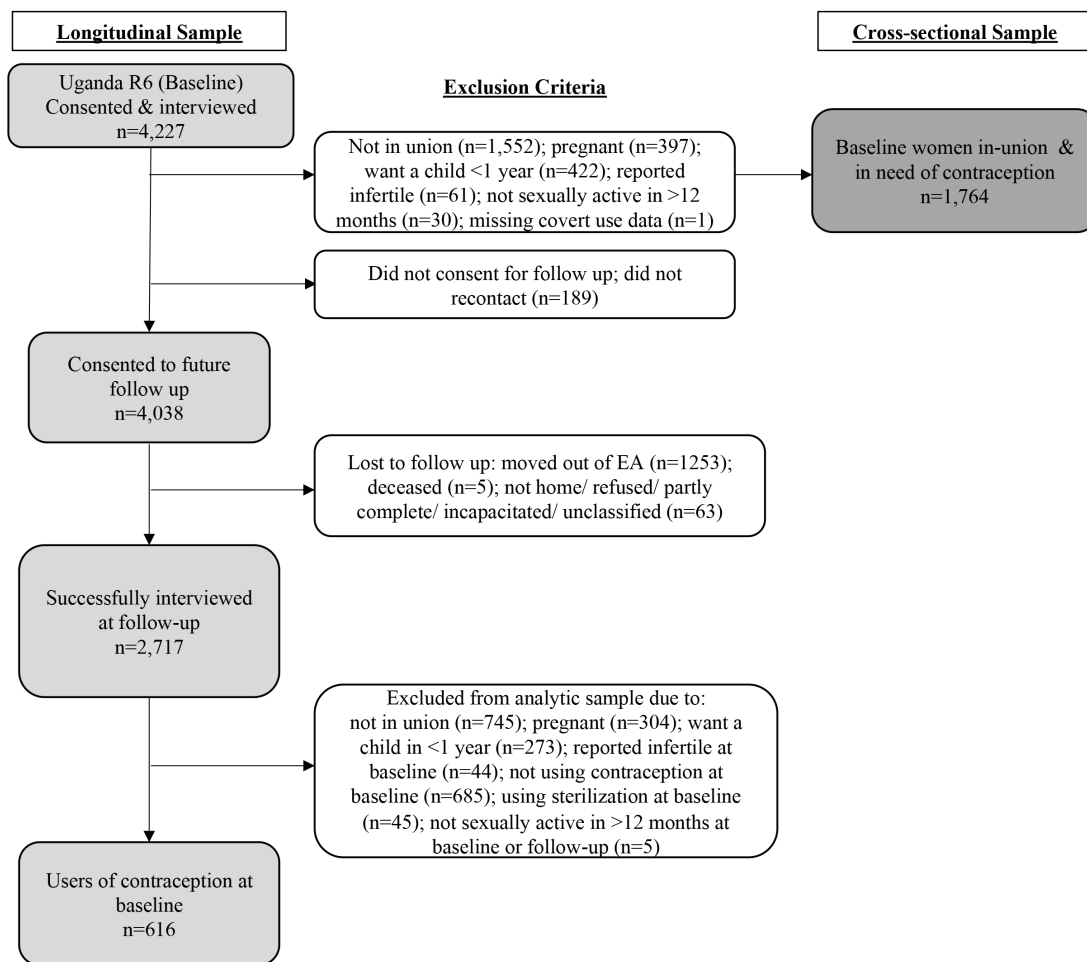 Longitudinal Sample
Cross-sectional Sample
Uganda R6 (Baseline)
Consented & interviewed
n=4,227
Exclusion Criteria
Not in union (n=1,552); pregnant (n=397);
want a child <1 year (n=422); reported
infertile (n=61); not sexually active in >12
months (n=30); missing covert use data (n=1)
Baseline women in-union & 
in need of contraception
n=1,764
Did not consent for follow up; did not
recontact (n=189)
Consented to future
follow up
n=4,038
Lost to follow up: moved out of EA (n=1253);
deceased (n=5); not home/ refused/ partly
complete/ incapacitated/ unclassified (n=63)
Successfully interviewed
at follow-up
n=2,717
Excluded from analytic sample due to:
not in union (n=745); pregnant (n=304); want a
child in <1 year (n=273); reported infertile at
baseline (n=44); not using contraception at
baseline (n=685); using sterilization at baseline
(n=45); not sexually active in >12 months at
baseline or follow-up (n=5)
Users of contraception at
baseline
n=616